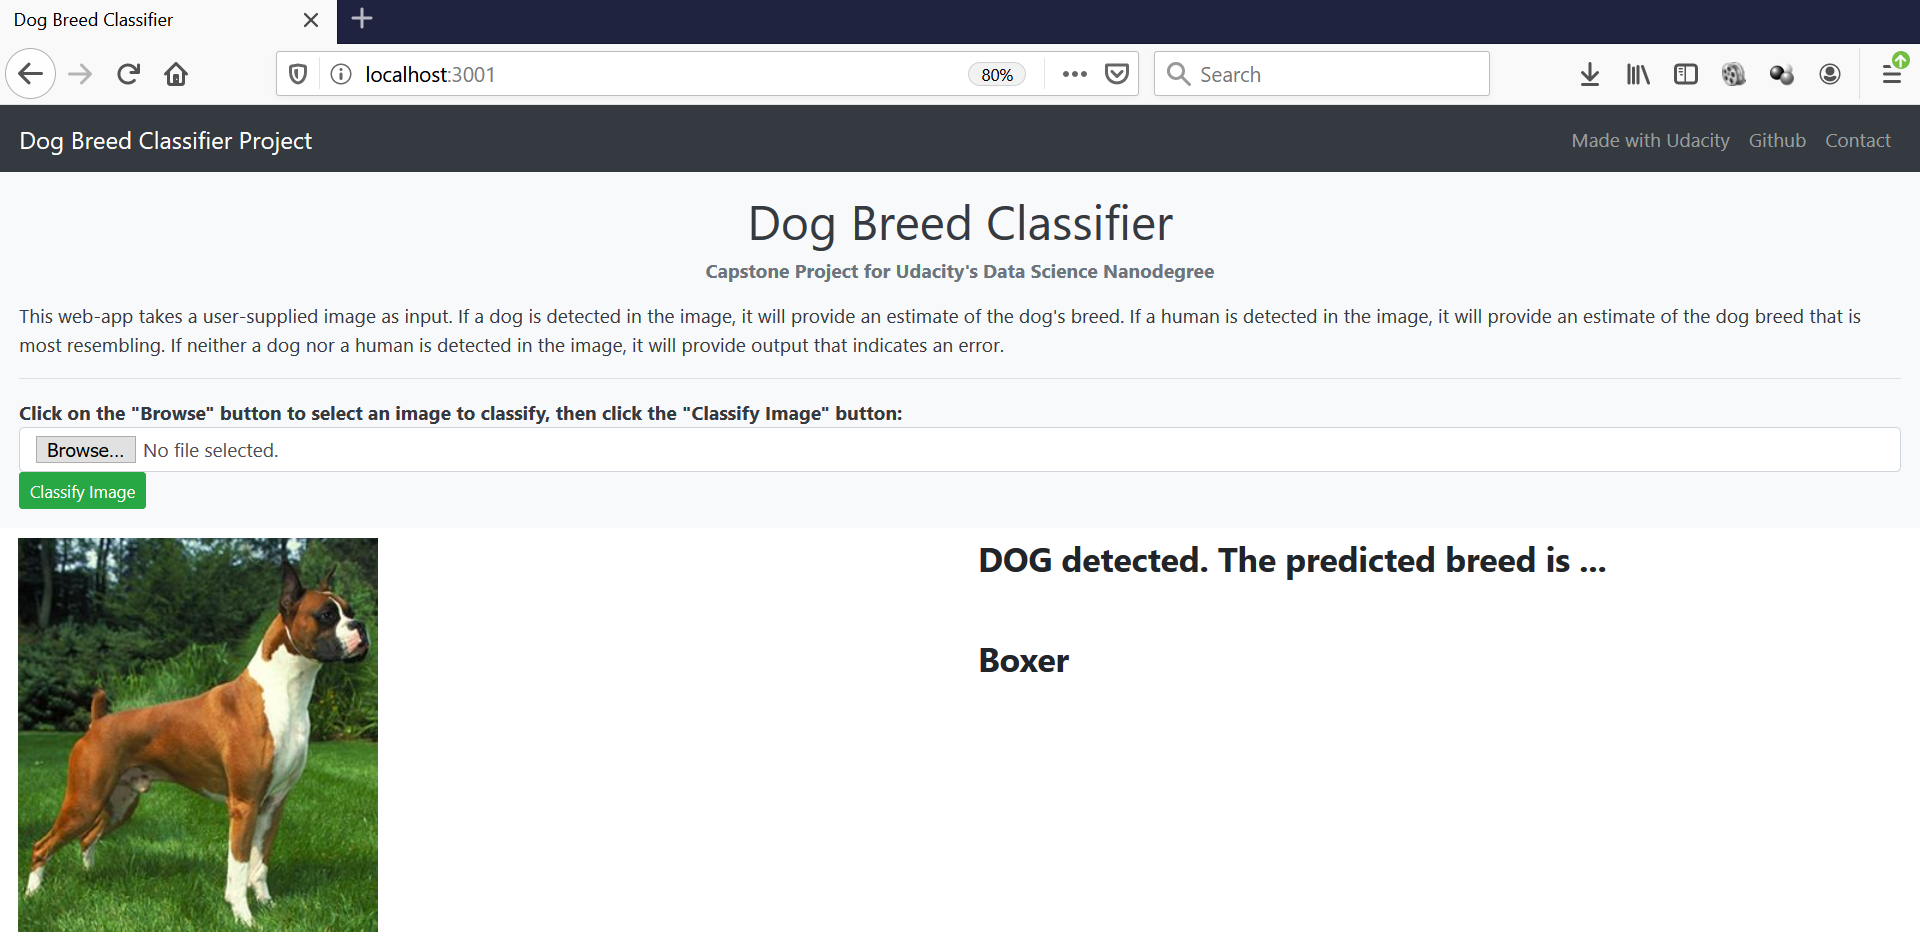 Dog Breed Classifier
localhost:3001
80%
Search
Dog Breed Classifier Project
Made with Udacity Github Contact
Dog Breed Classifier
Capstone Project for Udacity's Data Science Nanodegree
This web-app takes a user-supplied image as input. If a dog is detected in the image, it will provide an estimate of the dog's breed. If a human is detected in the image, it will provide an estimate of the dog breed that is
most resembling. If neither a dog nor a human is detected in the image, it will provide output that indicates an error.
Click on the "Browse" button to select an image to classify, then click the "Classify Image" button:
Browse... No file selected.
Classify Image
DOG detected. The predicted breed is ...
Boxer